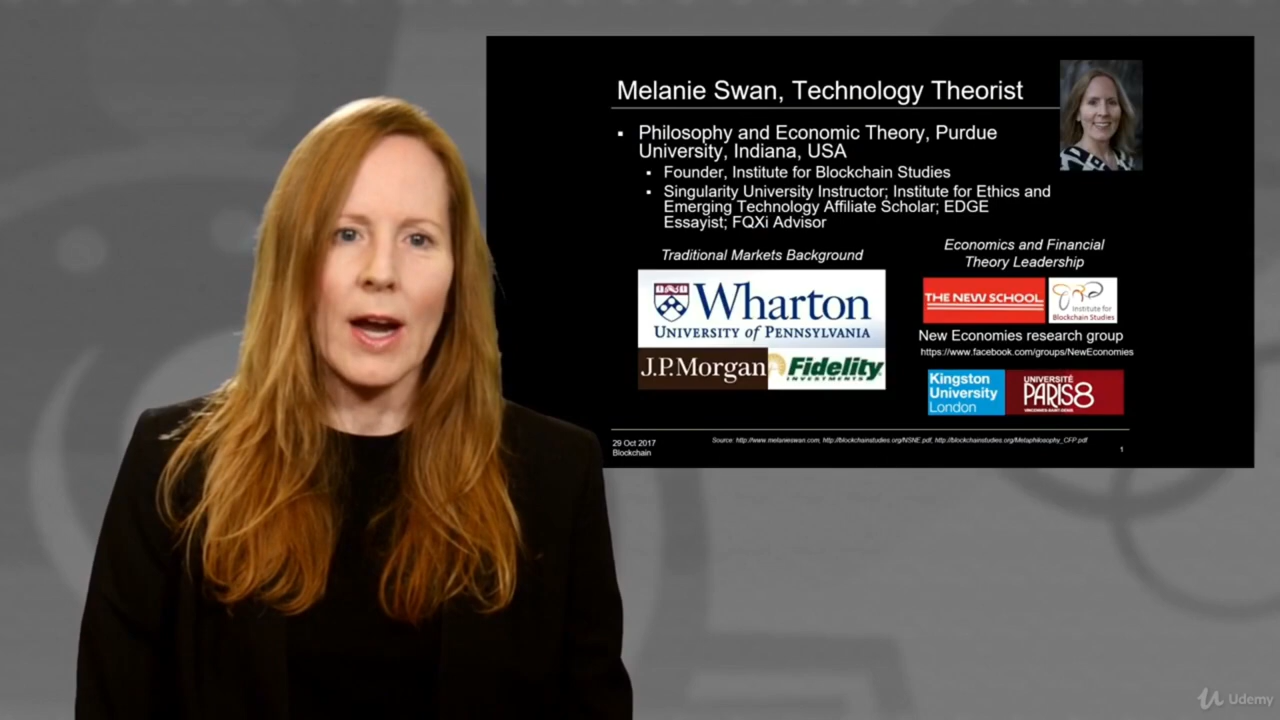 Melanie Swan, Technology Theorist
▪ Philosophy and Economic Theory, Purdue
University, Indiana, USA
▪ Founder, Institute for Blockchain Studies
▪ Singularity University Instructor; Institute for Ethics and
Emerging Technology Affiliate Scholar; EDGE
Essayist; FQXi Advisor
Traditional Markets Background
Wharton
UNIVERSITY of PENNSYLVANIA
J.P.Morgan
Fidelity
INVESTMENTS
Economics and Financial
Theory Leadership
THE NEW SCHOOL
Institute for
Blockchain Studies
New Economies research group
https://www.facebook.com/groups/NewEconomies
Kingston
University
London
UNIVERSITÉ
PARIS8
VINCENNES-SAINT-DENIS
29 Oct 2017
Blockchain
Source: http://www.melanieswan.com, http://blockchainstudies.org/NSNE.pdf, http://blockchainstudies.org/Metaphilosophy_CFP.pdf
1
Udemy